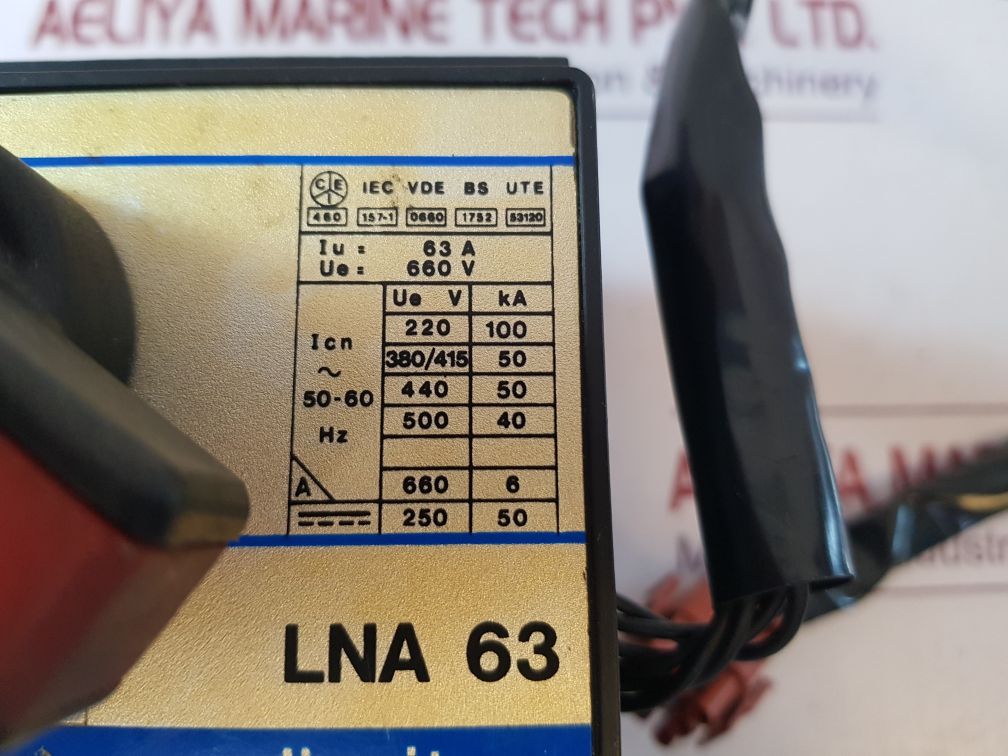 AELIYA MARINE TECH LTD.
CEI IEC VDE BS UTE
460 157-1 0660 1752 53120
Iu = 63 A
Ue = 660 V
Ue V kA
Icn ~ 50-60 Hz
220 100
380/415 50
440 50
500 40
A 660 6
250 50
LNA 63